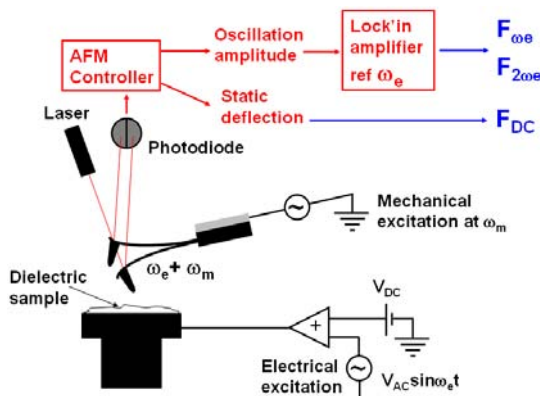 Oscillation
amplitude
Lock'in
amplifier
ref ωe
Fωe
F2ωe
AFM
Controller
Static
deflection
FDC
Laser
Photodiode
Mechanical
excitation at ωm
ωe+ ωm
Dielectric
sample
VDC
+
Electrical
excitation
VACsinωet